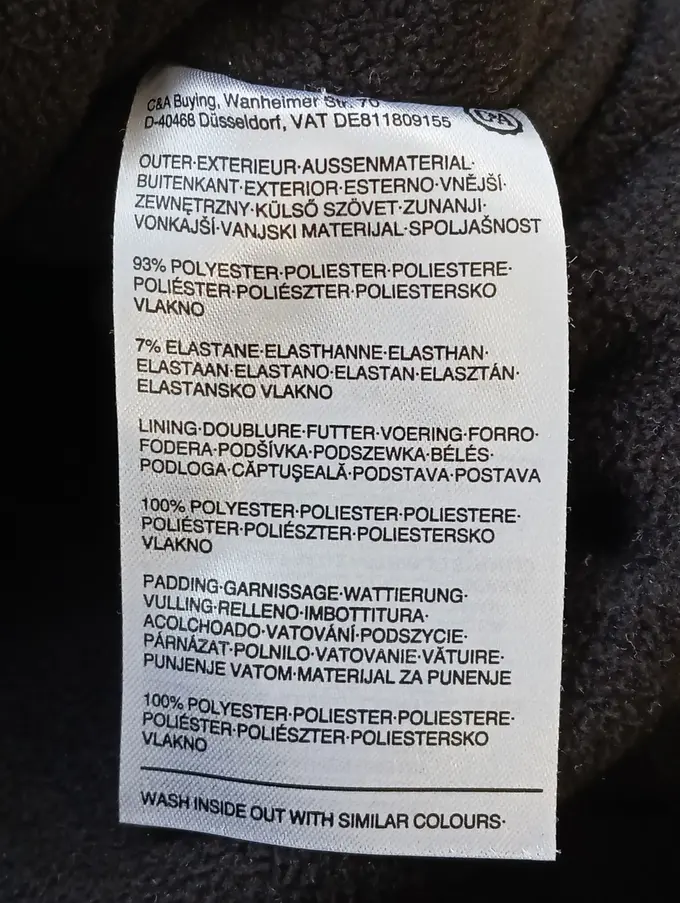 C&A Buying, Wanheimer Str. 70
D-40468 Düsseldorf, VAT DE811809155
C&A
OUTER·EXTERIEUR·AUSSENMATERIAL·
BUITENKANT·EXTERIOR·ESTERNO·VNĚJŠÍ·
ZEWNĘTRZNY·KÜLSŐ SZÖVET·ZUNANJI·
VONKAJŠÍ·VANJSKI MATERIJAL·SPOLJAŠNOST
93% POLYESTER·POLIESTER·POLIESTERE·
POLIÉSTER·POLIÉSZTER·POLIESTERSKO
VLAKNO
7% ELASTANE·ELASTHANNE·ELASTHAN·
ELASTAAN·ELASTANO·ELASTAN·ELASZTÁN·
ELASTANSKO VLAKNO
LINING·DOUBLURE·FUTTER·VOERING·FORRO·
FODERA·PODŠÍVKA·PODSZEWKA·BÉLÉS·
PODLOGA·CĂPTUŞEALĂ·PODSTAVA·POSTAVA
100% POLYESTER·POLIESTER·POLIESTERE·
POLIÉSTER·POLIÉSZTER·POLIESTERSKO
VLAKNO
PADDING·GARNISSAGE·WATTIERUNG·
VULLING·RELLENO·IMBOTTITURA·
ACOLCHOADO·VATOVÁNÍ·PODSZYCIE·
PÁRNÁZAT·POLNILO·VATOVANIE·VĂTUIRE·
PUNJENJE VATOM·MATERIJAL ZA PUNENJE
100% POLYESTER·POLIESTER·POLIESTERE·
POLIÉSTER·POLIÉSZTER·POLIESTERSKO
VLAKNO
WASH INSIDE OUT WITH SIMILAR COLOURS·